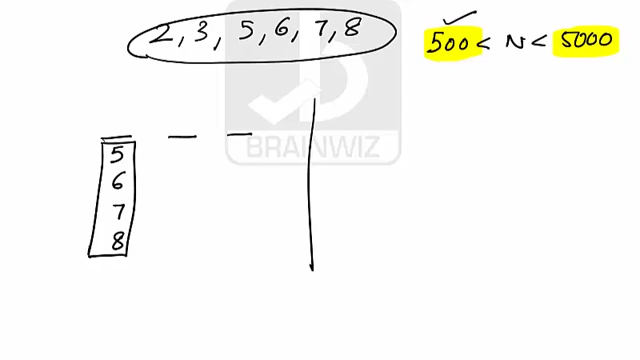 2, 3, 5, 6, 7, 8
500 < N < 5000
— — —
5
6
7
8
BRAINWIZ